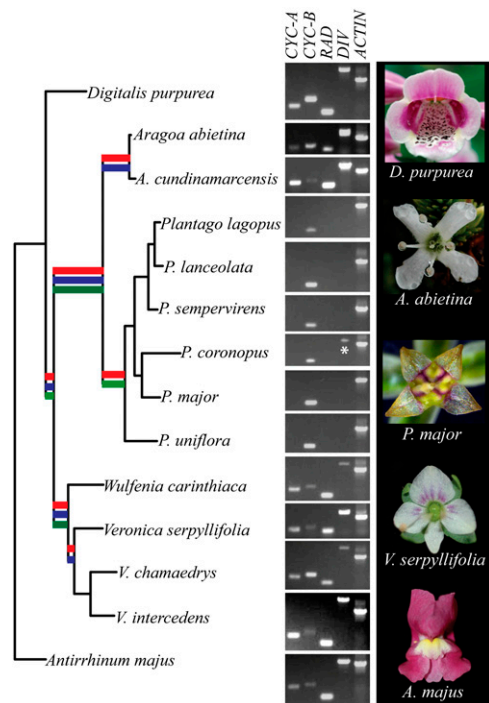 CYC-A CYC-B RAD DIV ACTIN
Digitalis purpurea
Aragoa abietina
A. cundinamarcensis
Plantago lagopus
P. lanceolata
P. sempervirens
P. coronopus
*
P. major
P. uniflora
Wulfenia carinthiaca
Veronica serpyllifolia
V. chamaedrys
V. intercedens
Antirrhinum majus
D. purpurea
A. abietina
P. major
V. serpyllifolia
A. majus